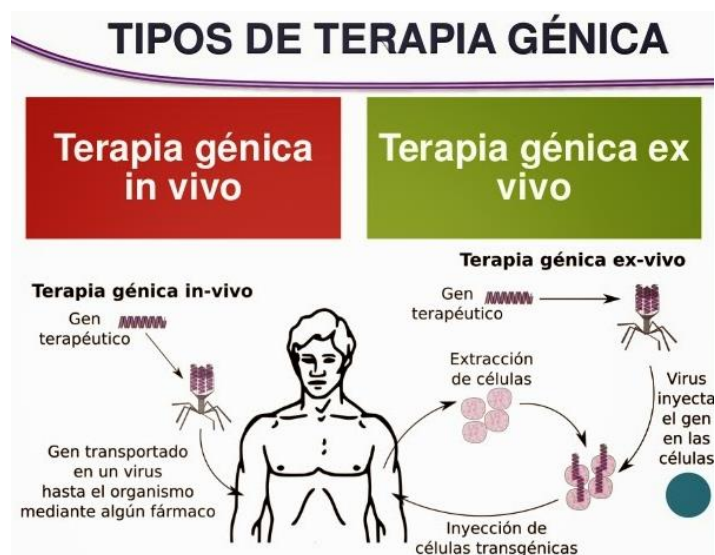 TIPOS DE TERAPIA GÉNICA
Terapia génica
in vivo
Terapia génica ex
vivo
Terapia génica in-vivo
Gen
terapéutico
Gen transportado
en un virus
hasta el organismo
mediante algún fármaco
Terapia génica ex-vivo
Gen
terapéutico
Extracción
de células
Virus
inyecta
el gen
en las
células
Inyección de
células transgénicas